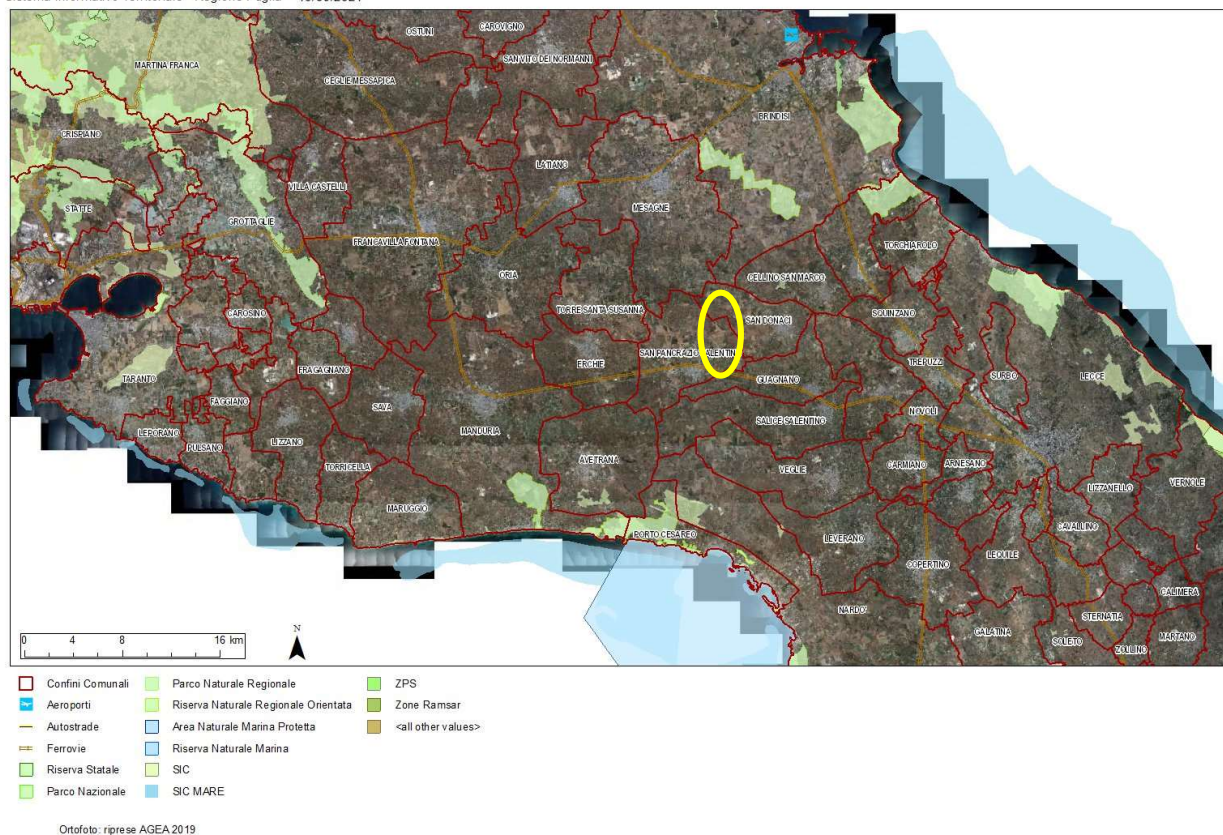 OSTUNI
CAROVIGNO
SAN VITO DEI NORMANNI
MARTINA FRANCA
CEGLIE MESSAPICA
BRINDISI
CRISPIANO
LATIANO
VILLA CASTELLI
STATTE
GROTTAGLIE
MESAGNE
FRANCAVILLA FONTANA
TORCHIAROLO
ORIA
CELLINO SAN MARCO
CAROSINO
TORRE SANTA SUSANNA
SAN DONACI
SQUINZANO
SAN PANCRAZIO SALENTIN
ERCHIE
TREPUZZI
FRAGAGNANO
TARANTO
GUAGNANO
SURBO
LECCE
FAGGIANO
SAVA
NOVOLI
LEPORANO
PULSANO
LIZZANO
MANDURIA
SALICE SALENTINO
AVETRANA
TORRICELLA
VEGLIE
CARMIANO
ARNESANO
LIZZANELLO
VERNOLE
MARUGGIO
CAVALLINO
PORTO CESAREO
LEVERANO
LEQUILE
COPERTINO
CALIMERA
NARDO'
STERNATIA
GALATINA
SOLETO
MARTANO
ZOLLINO
0 4 8 16 km
N
Confini Comunali
Aeroporti
Autostrade
Ferrovie
Riserva Statale
Parco Nazionale
Parco Naturale Regionale
Riserva Naturale Regionale Orientata
Area Naturale Marina Protetta
Riserva Naturale Marina
SIC
SIC MARE
ZPS
Zone Ramsar
<all other values>
Ortofoto: riprese AGEA 2019